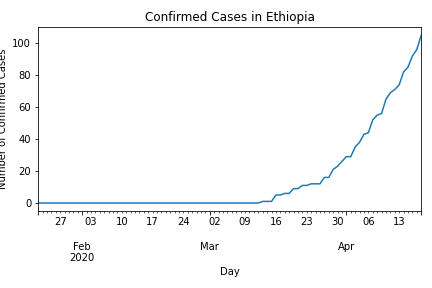 Confirmed Cases in Ethiopia
Number of Confirmed Cases
100
80
60
40
20
0
27 03 10 17 24 02 09 16 23 30 06 13
Feb Mar Apr
2020
Day